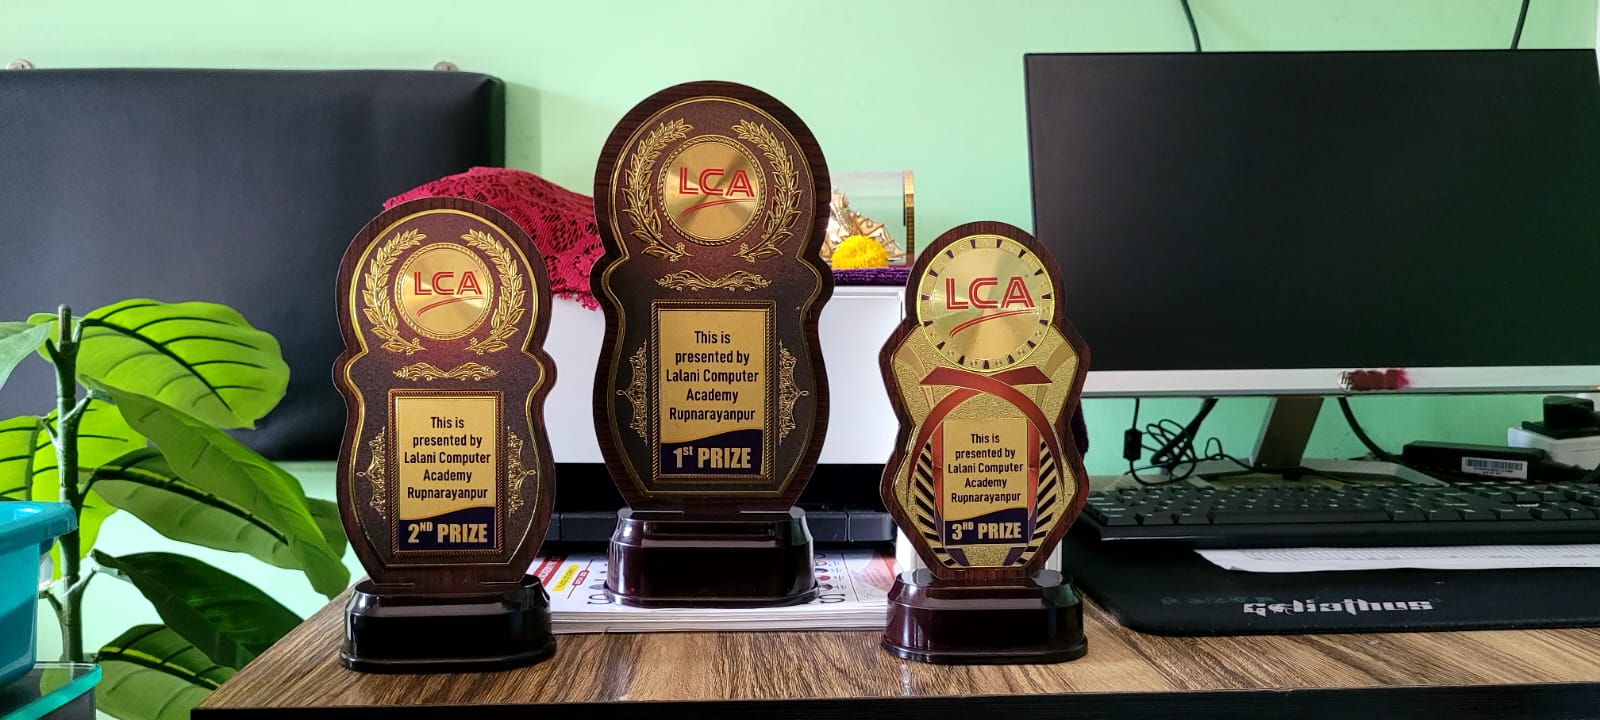 LCA
This is
presented by
Lalani Computer
Academy
Rupnarayanpur
2ND PRIZE
LCA
This is
presented by
Lalani Computer
Academy
Rupnarayanpur
1st PRIZE
LCA
This is
presented by
Lalani Computer
Academy
Rupnarayanpur
3RD PRIZE
goliathus